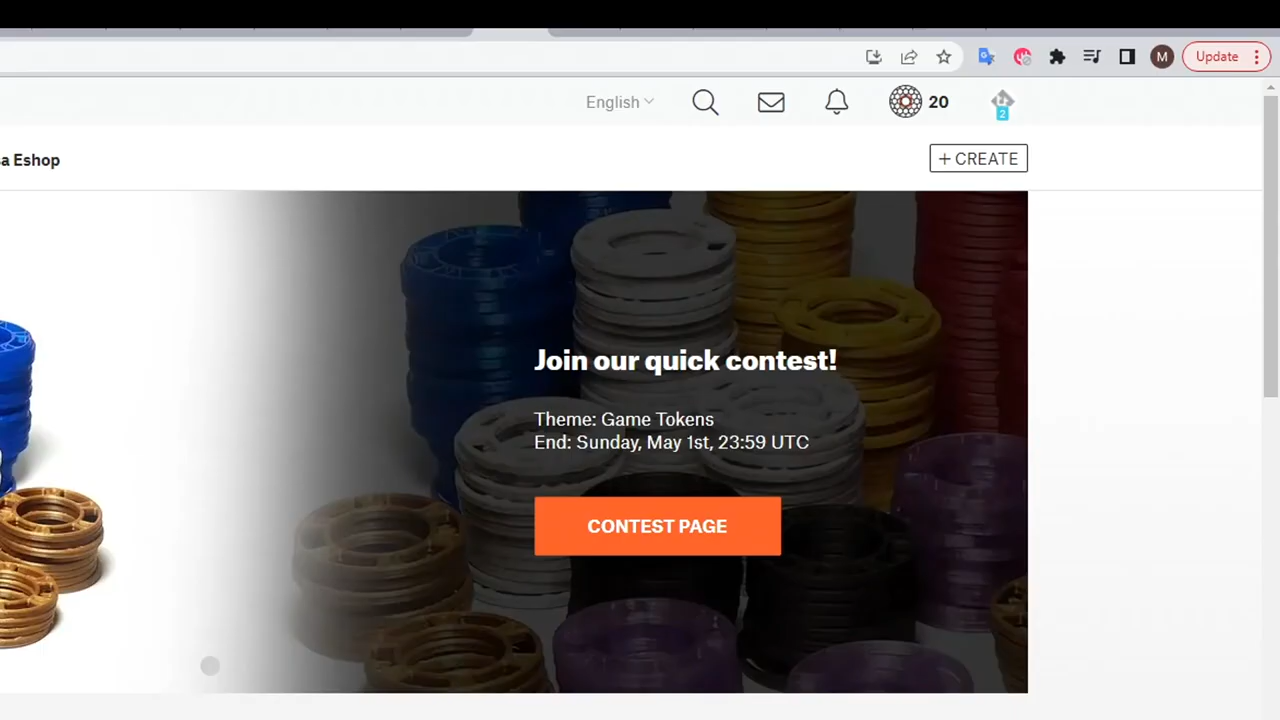 M
Update
English
20
2
a Eshop
+ CREATE
Join our quick contest!
Theme: Game Tokens
End: Sunday, May 1st, 23:59 UTC
CONTEST PAGE